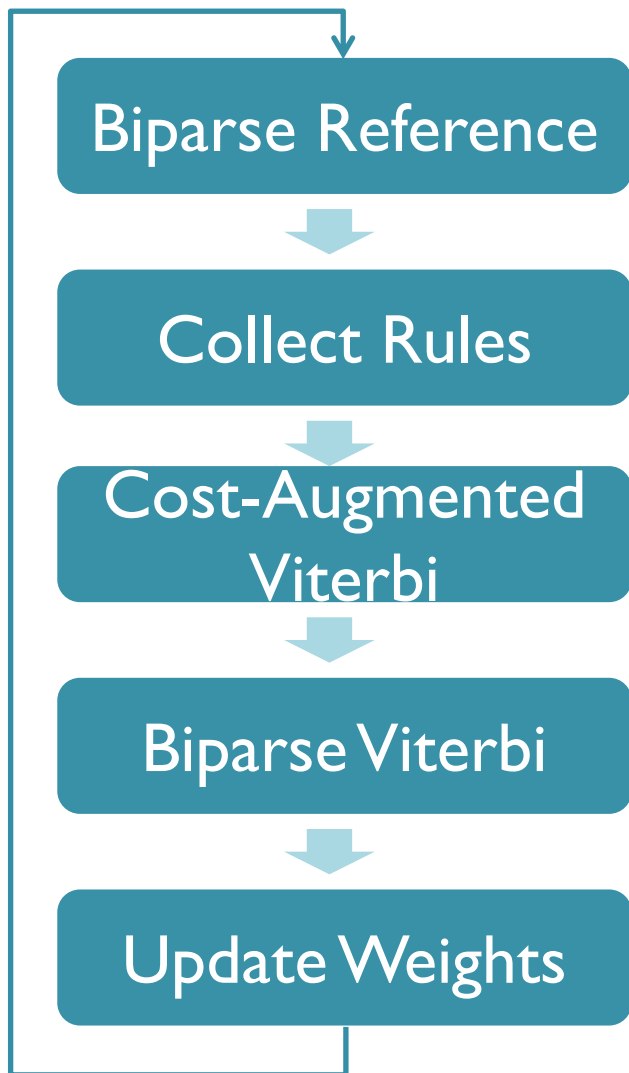 Biparse Reference
Collect Rules
Cost-Augmented
Viterbi
Biparse Viterbi
Update Weights